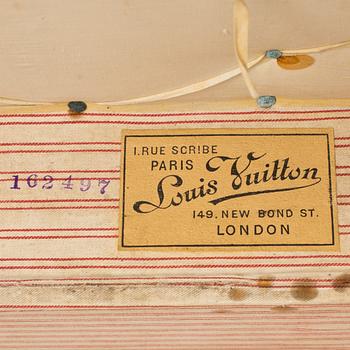 1. RUE SCRIBE
PARIS
Louis Vuitton
149. NEW BOND ST.
LONDON
162497